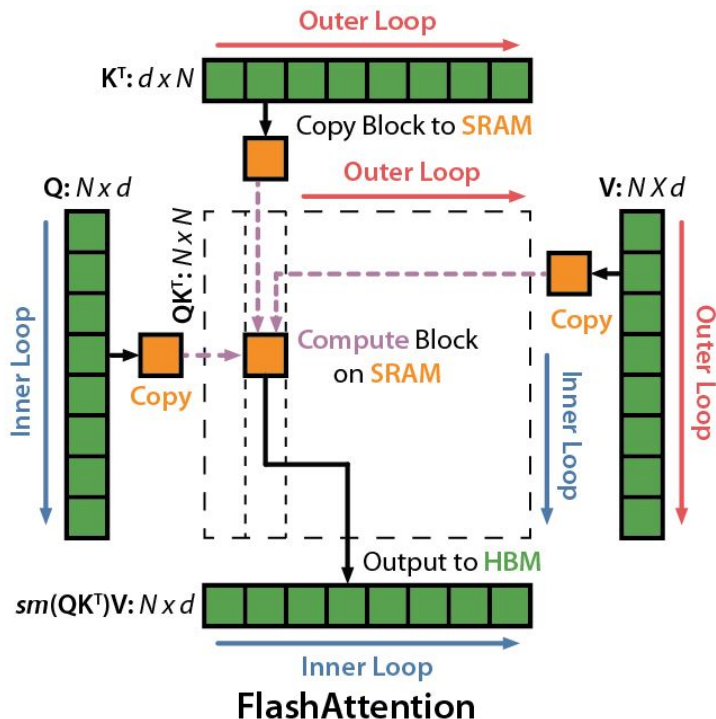 Outer Loop
Kᵀ: d x N
Copy Block to SRAM
Outer Loop
Q: N x d
V: N X d
QKᵀ: N x N
Copy
Compute Block
on SRAM
Copy
Inner Loop
Inner Loop
Outer Loop
Output to HBM
sm(QKᵀ)V: N x d
Inner Loop
FlashAttention